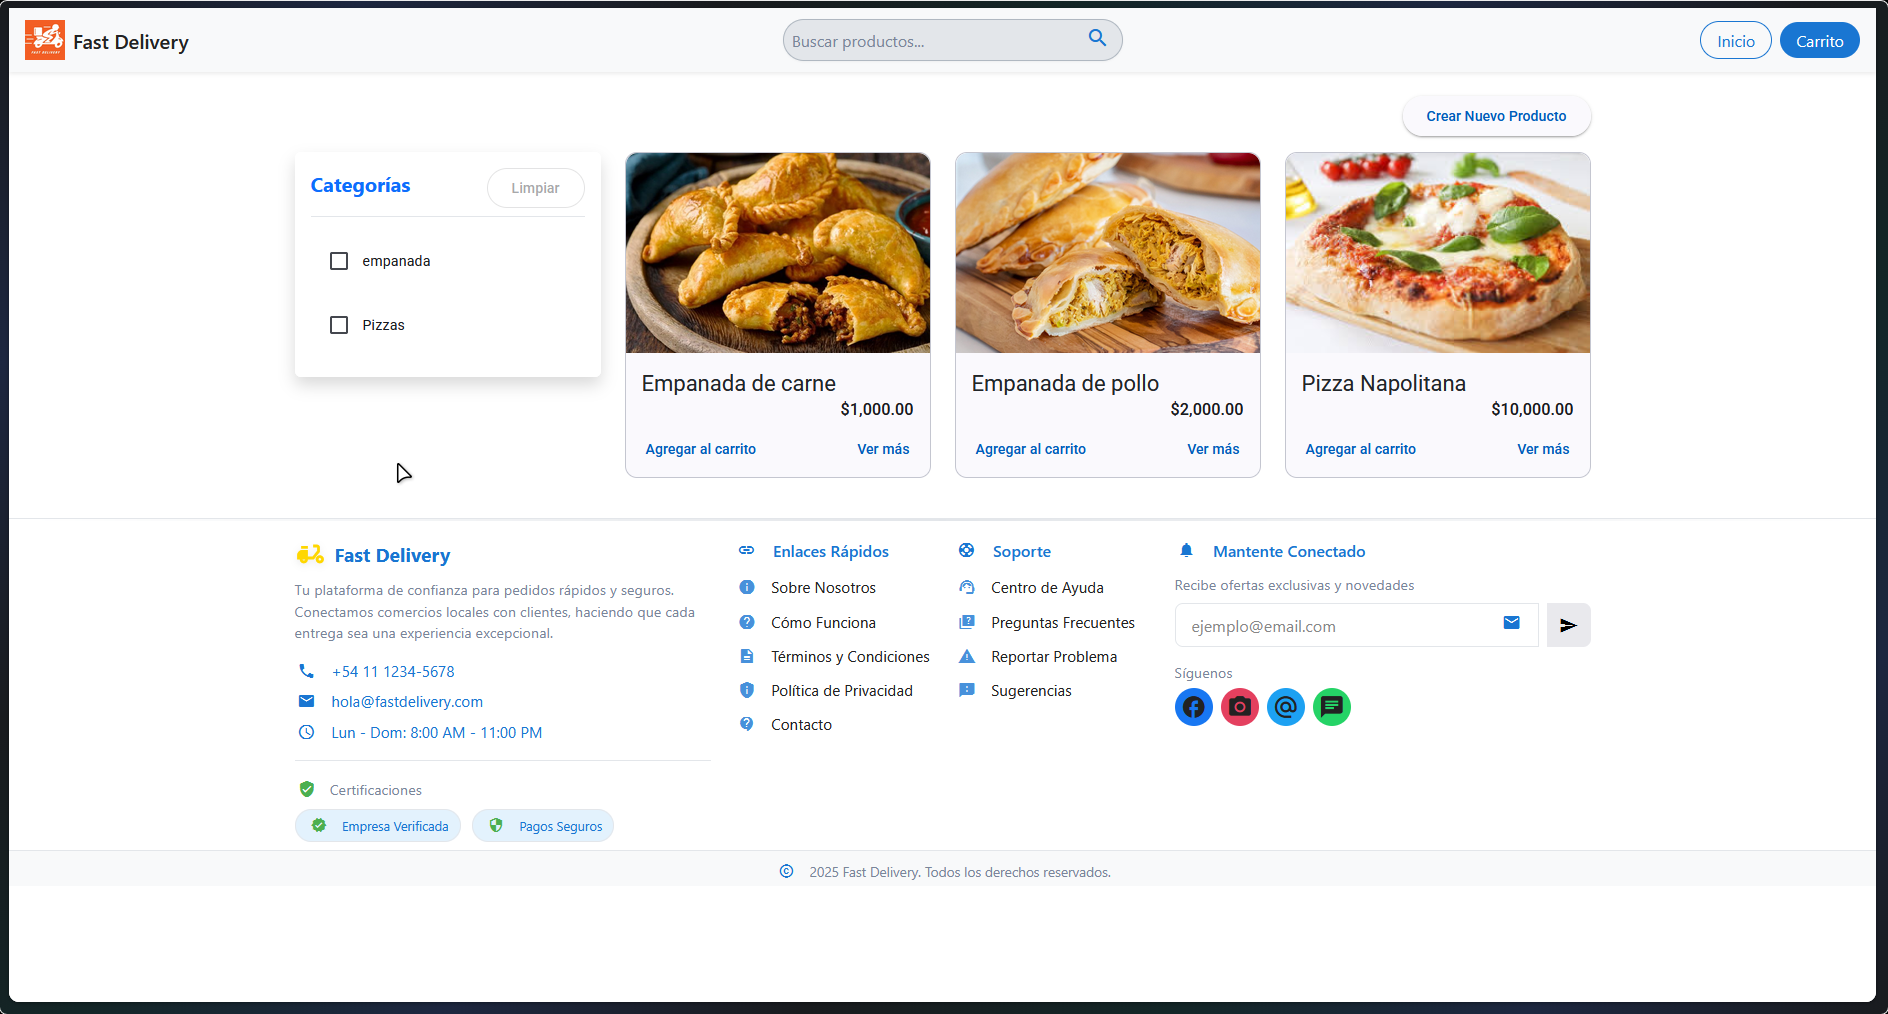 Fast Delivery
Buscar productos...
Inicio
Carrito
Crear Nuevo Producto
Categorías
Limpiar
empanada
Pizzas
Empanada de carne
$1,000.00
Agregar al carrito
Ver más
Empanada de pollo
$2,000.00
Agregar al carrito
Ver más
Pizza Napolitana
$10,000.00
Agregar al carrito
Ver más
Fast Delivery
Tu plataforma de confianza para pedidos rápidos y seguros.
Conectamos comercios locales con clientes, haciendo que cada
entrega sea una experiencia excepcional.
+54 11 1234-5678
hola@fastdelivery.com
Lun - Dom: 8:00 AM - 11:00 PM
Certificaciones
Empresa Verificada
Pagos Seguros
Enlaces Rápidos
Sobre Nosotros
Cómo Funciona
Términos y Condiciones
Política de Privacidad
Contacto
Soporte
Centro de Ayuda
Preguntas Frecuentes
Reportar Problema
Sugerencias
Mantente Conectado
Recibe ofertas exclusivas y novedades
ejemplo@email.com
Síguenos
© 2025 Fast Delivery. Todos los derechos reservados.